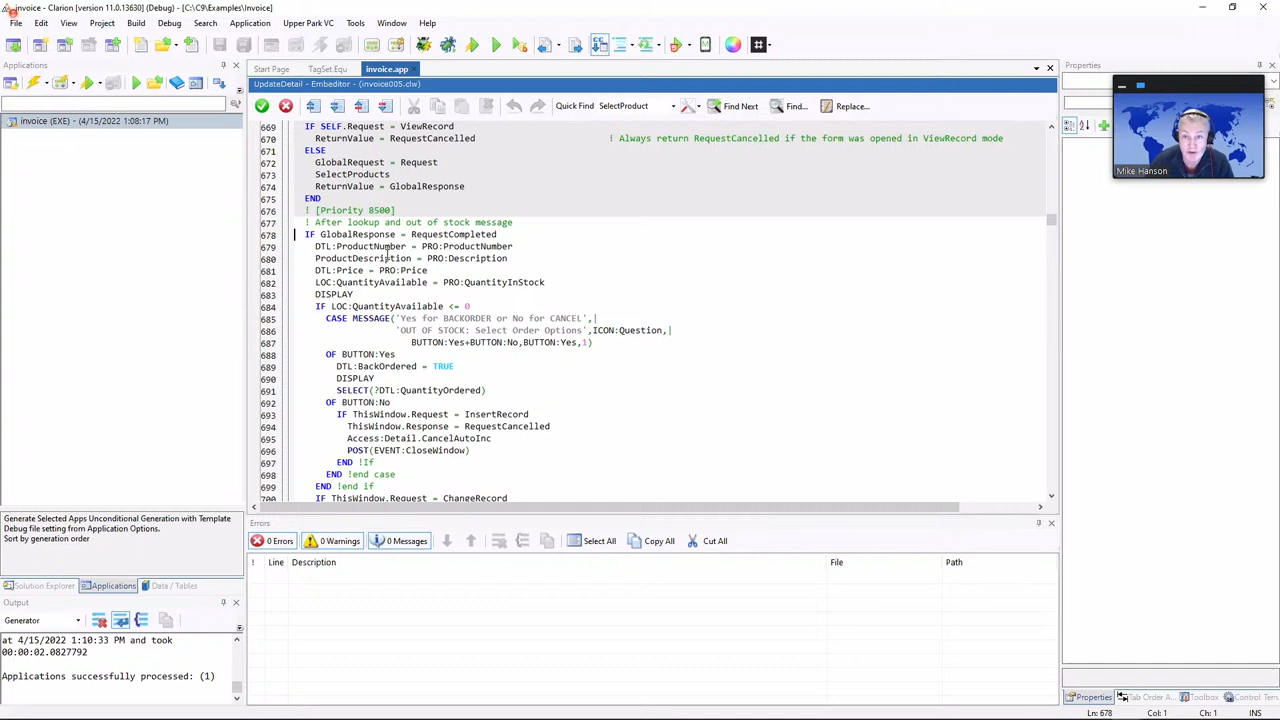 invoice - Clarion [version 11.0.13630] (Debug) - [C:\C9\Examples\Invoice]
File Edit View Project Build Debug Search Application Upper Park VC Tools Window Help
Applications
Start Page TagSet.Equ invoice.app
Properties
UpdateDetail - Embeditor - (invoice005.clw)
Quick Find SelectProduct Find Next Find... Replace...
invoice (EXE) - (4/15/2022 1:08:17 PM)
Mike Hanson
669 IF SELF.Request = ViewRecord
670 ReturnValue = RequestCancelled ! Always return RequestCancelled if the form was opened in ViewRecord mode
671 ELSE
672 GlobalRequest = Request
673 SelectProducts
674 ReturnValue = GlobalResponse
675 END
676 ! [Priority 8500]
677 ! After lookup and out of stock message
678 IF GlobalResponse = RequestCompleted
679 DTL:ProductNumber = PRO:ProductNumber
680 ProductDescription = PRO:Description
681 DTL:Price = PRO:Price
682 LOC:QuantityAvailable = PRO:QuantityInStock
683 DISPLAY
684 IF LOC:QuantityAvailable <= 0
685 CASE MESSAGE('Yes for BACKORDER or No for CANCEL',|
686 'OUT OF STOCK: Select Order Options',ICON:Question,|
687 BUTTON:Yes+BUTTON:No,BUTTON:Yes,1)
688 OF BUTTON:Yes
689 DTL:BackOrdered = TRUE
690 DISPLAY
691 SELECT(?DTL:QuantityOrdered)
692 OF BUTTON:No
693 IF ThisWindow.Request = InsertRecord
694 ThisWindow.Response = RequestCancelled
695 Access:Detail.CancelAutoInc
696 POST(EVENT:CloseWindow)
697 END !If
698 END !end case
699 END !end if
700 IF ThisWindow.Request = ChangeRecord
Generate Selected Apps Unconditional Generation with Template
Debug file setting from Application Options.
Sort by generation order
Errors
0 Errors 0 Warnings 0 Messages Select All Copy All Cut All
! Line Description File Path
Solution Explorer Applications Data / Tables
Output
Generator
at 4/15/2022 1:10:33 PM and took
00:00:02.0827792
Applications successfully processed: (1)
Properties Tab Order A... Toolbox Control Tem
Ln: 678 Col: 1 Ch: 1 INS